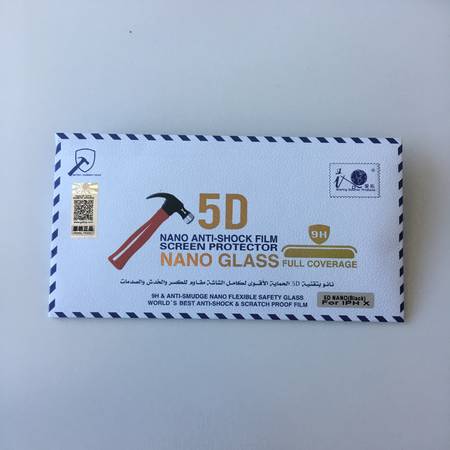 5D
NANO ANTI-SHOCK FILM
SCREEN PROTECTOR
NANO GLASS
9H
FULL COVERAGE
نانو بتقنية 5D الحماية الأقوى لكامل الشاشة مقاوم للكسر والخدش والصدمات
9H & ANTI-SMUDGE NANO FLEXIBLE SAFETY GLASS
WORLD`S BEST ANTI-SHOCK & SCRATCH PROOF FILM
5D NANO(Black)
For IPH X